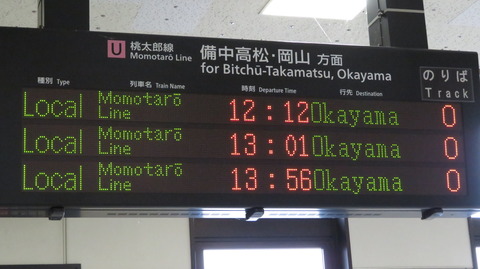 U 桃太郎線 備中高松・岡山 方面
Momotarō Line for Bitchū-Takamatsu, Okayama
のりば
Track
種別 Type 列車名 Train Name 時刻 Departure Time 行先 Destination
Local Momotarō Line 12:12 Okayama 0
Local Momotarō Line 13:01 Okayama 0
Local Momotarō Line 13:56 Okayama 0